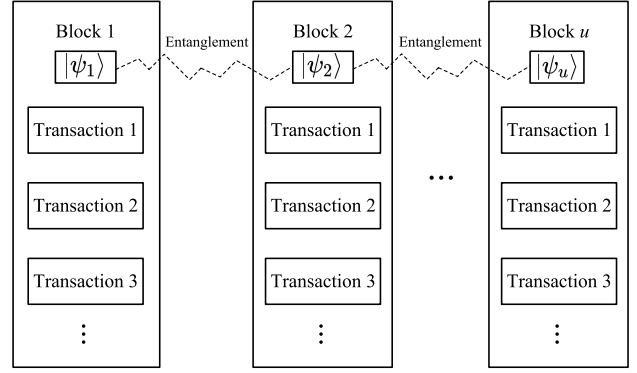 Block 1
|ψ₁⟩
Transaction 1
Transaction 2
Transaction 3
⋮
Entanglement
Block 2
|ψ₂⟩
Transaction 1
Transaction 2
Transaction 3
⋮
Entanglement
…
Block u
|ψᵤ⟩
Transaction 1
Transaction 2
Transaction 3
⋮